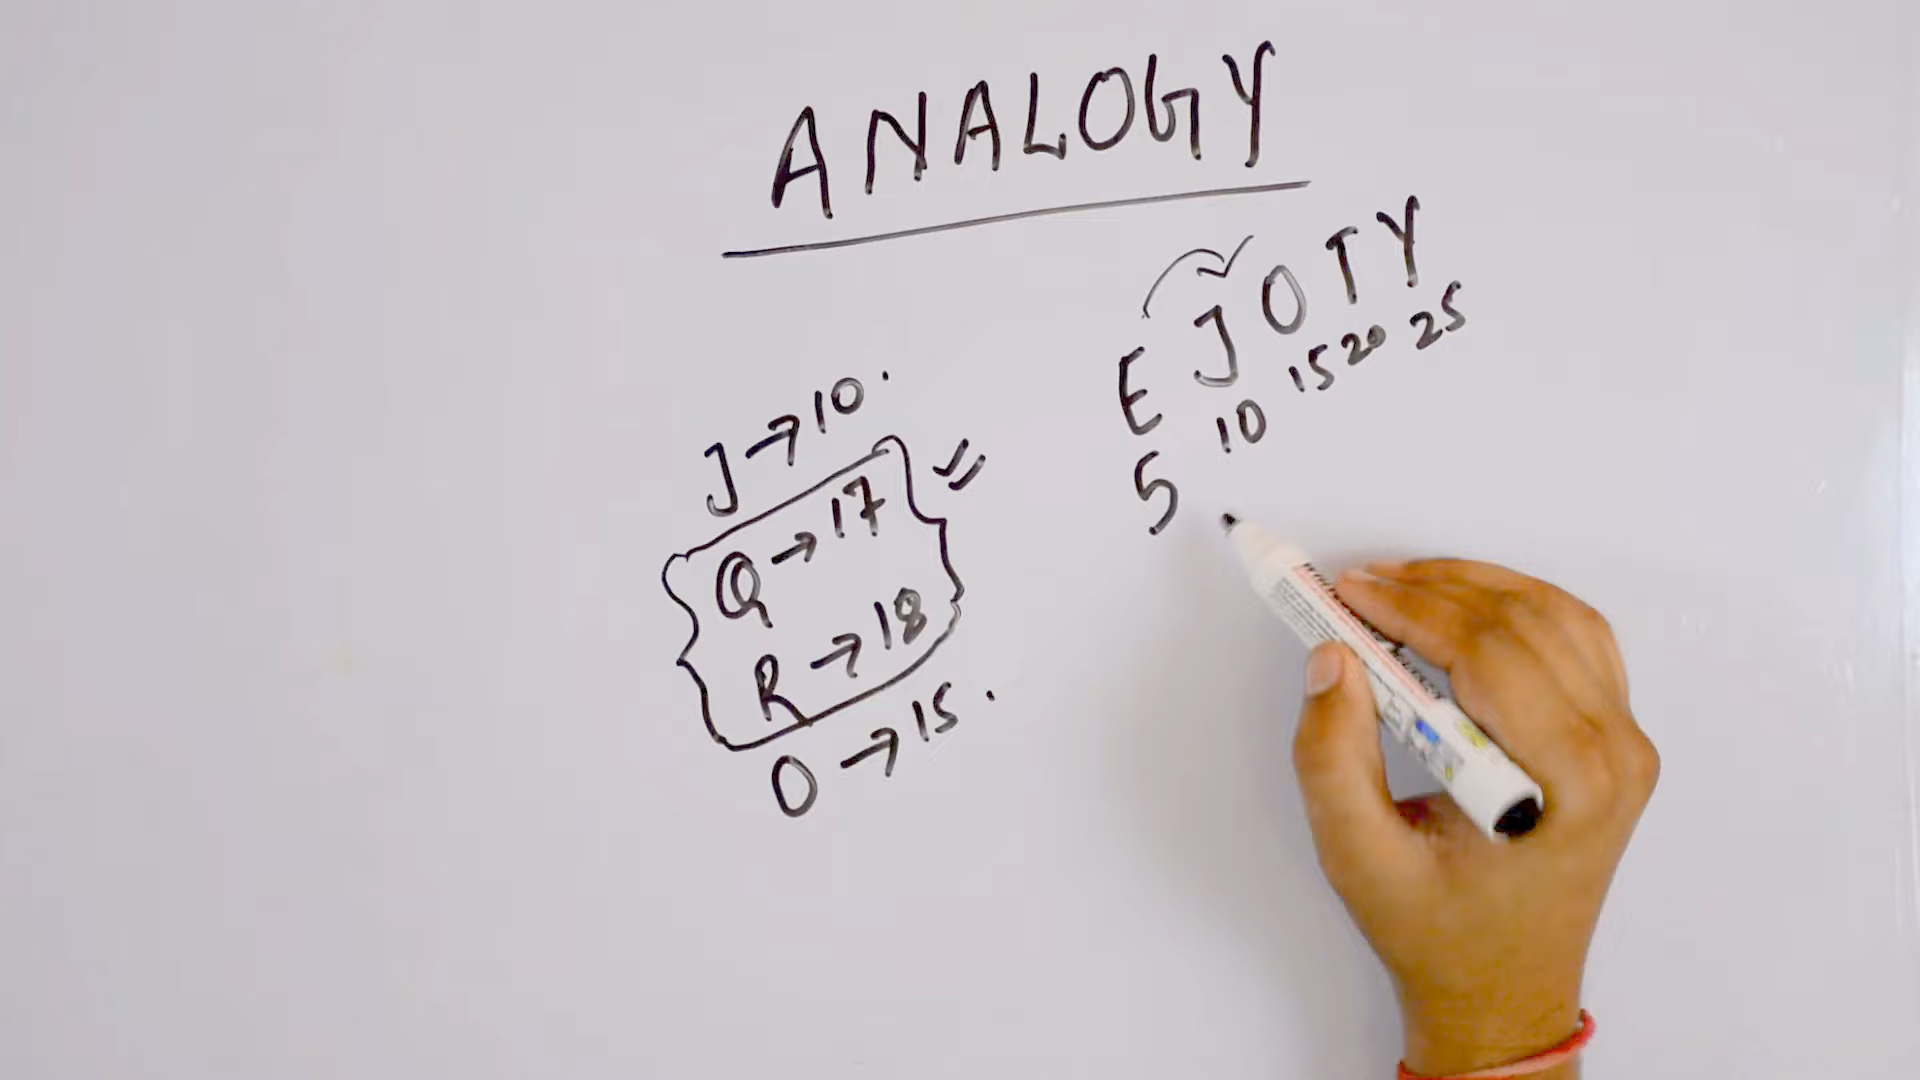 ANALOGY
J → 10.
Q → 17
R → 18
O → 15.
E J O T Y
5 10 15 20 25